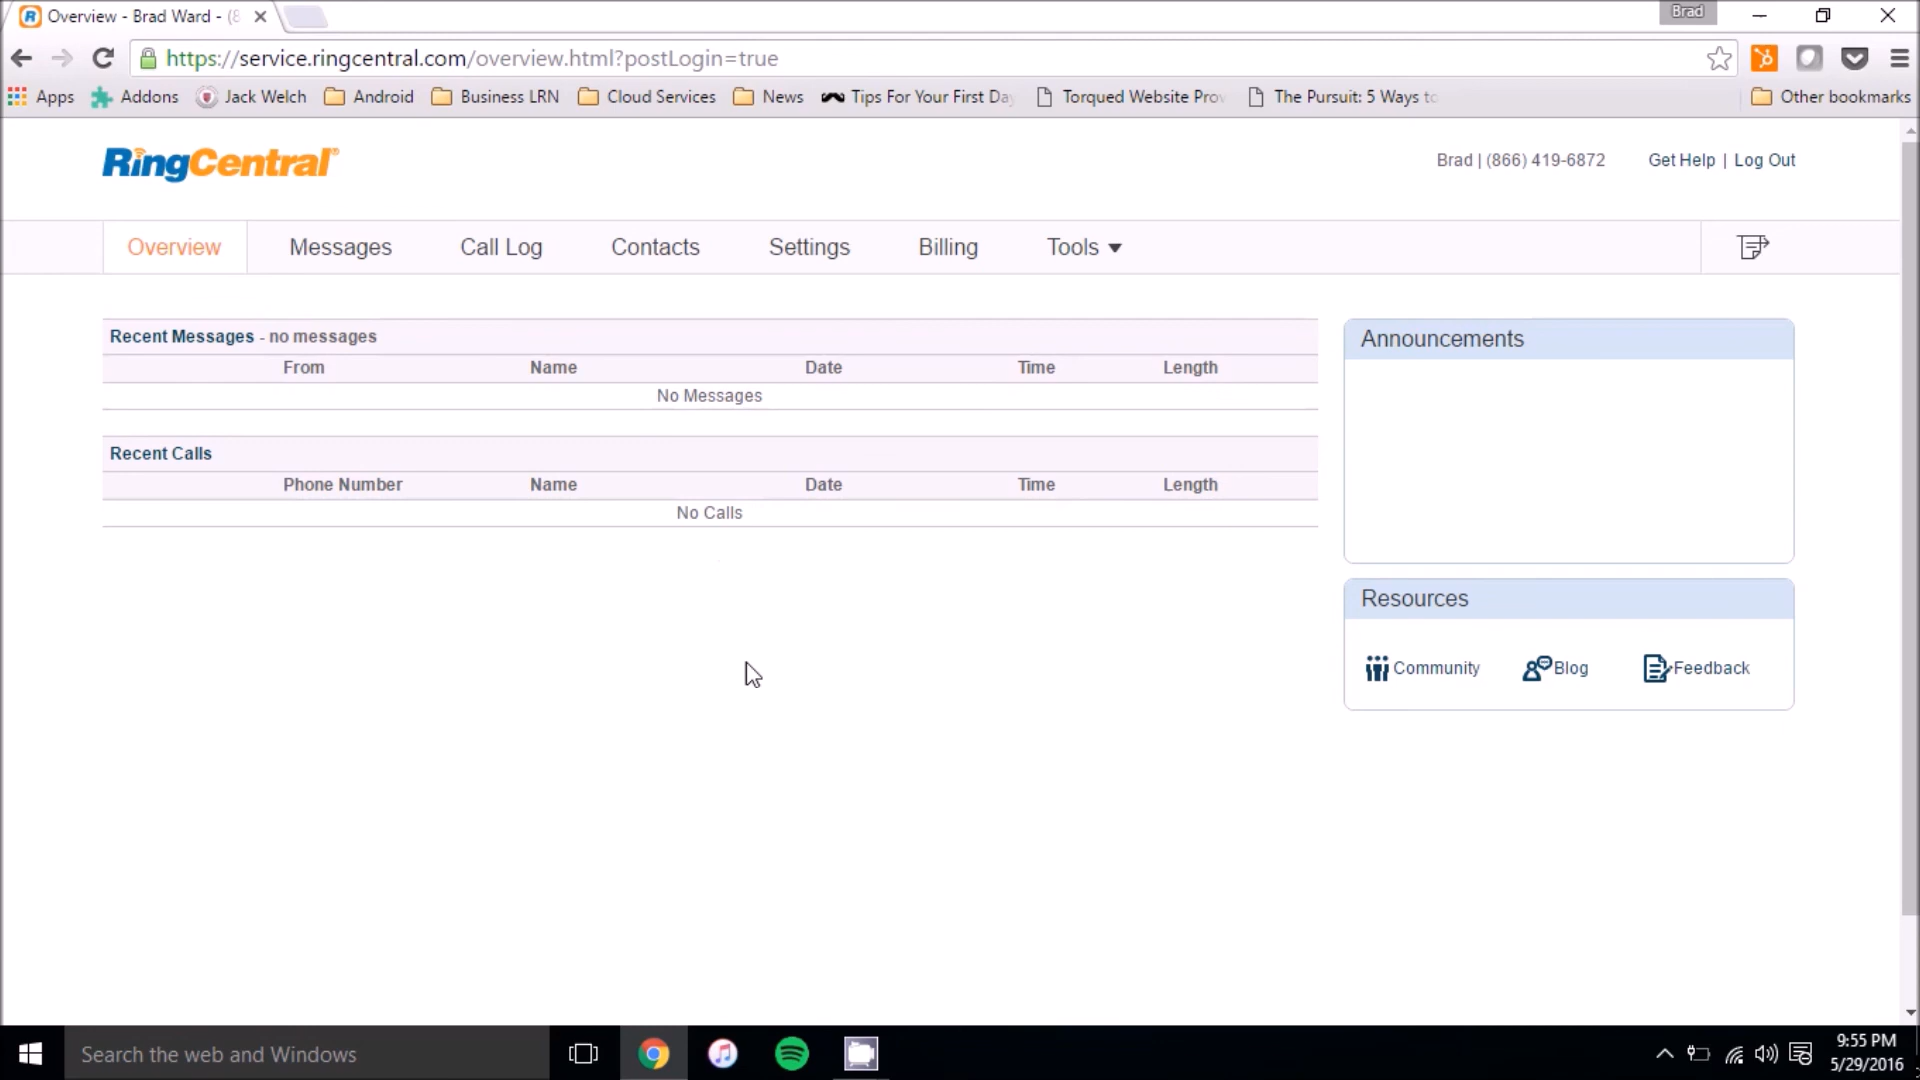 Overview - Brad Ward - (8
Brad
https://service.ringcentral.com/overview.html?postLogin=true
Apps Addons Jack Welch Android Business LRN Cloud Services News Tips For Your First Day Torqued Website Prov The Pursuit: 5 Ways to Other bookmarks
RingCentral®
Brad | (866) 419-6872 Get Help | Log Out
Overview Messages Call Log Contacts Settings Billing Tools
Recent Messages - no messages
From Name Date Time Length
No Messages
Recent Calls
Phone Number Name Date Time Length
No Calls
Announcements
Resources
Community Blog Feedback
Search the web and Windows
9:55 PM
5/29/2016